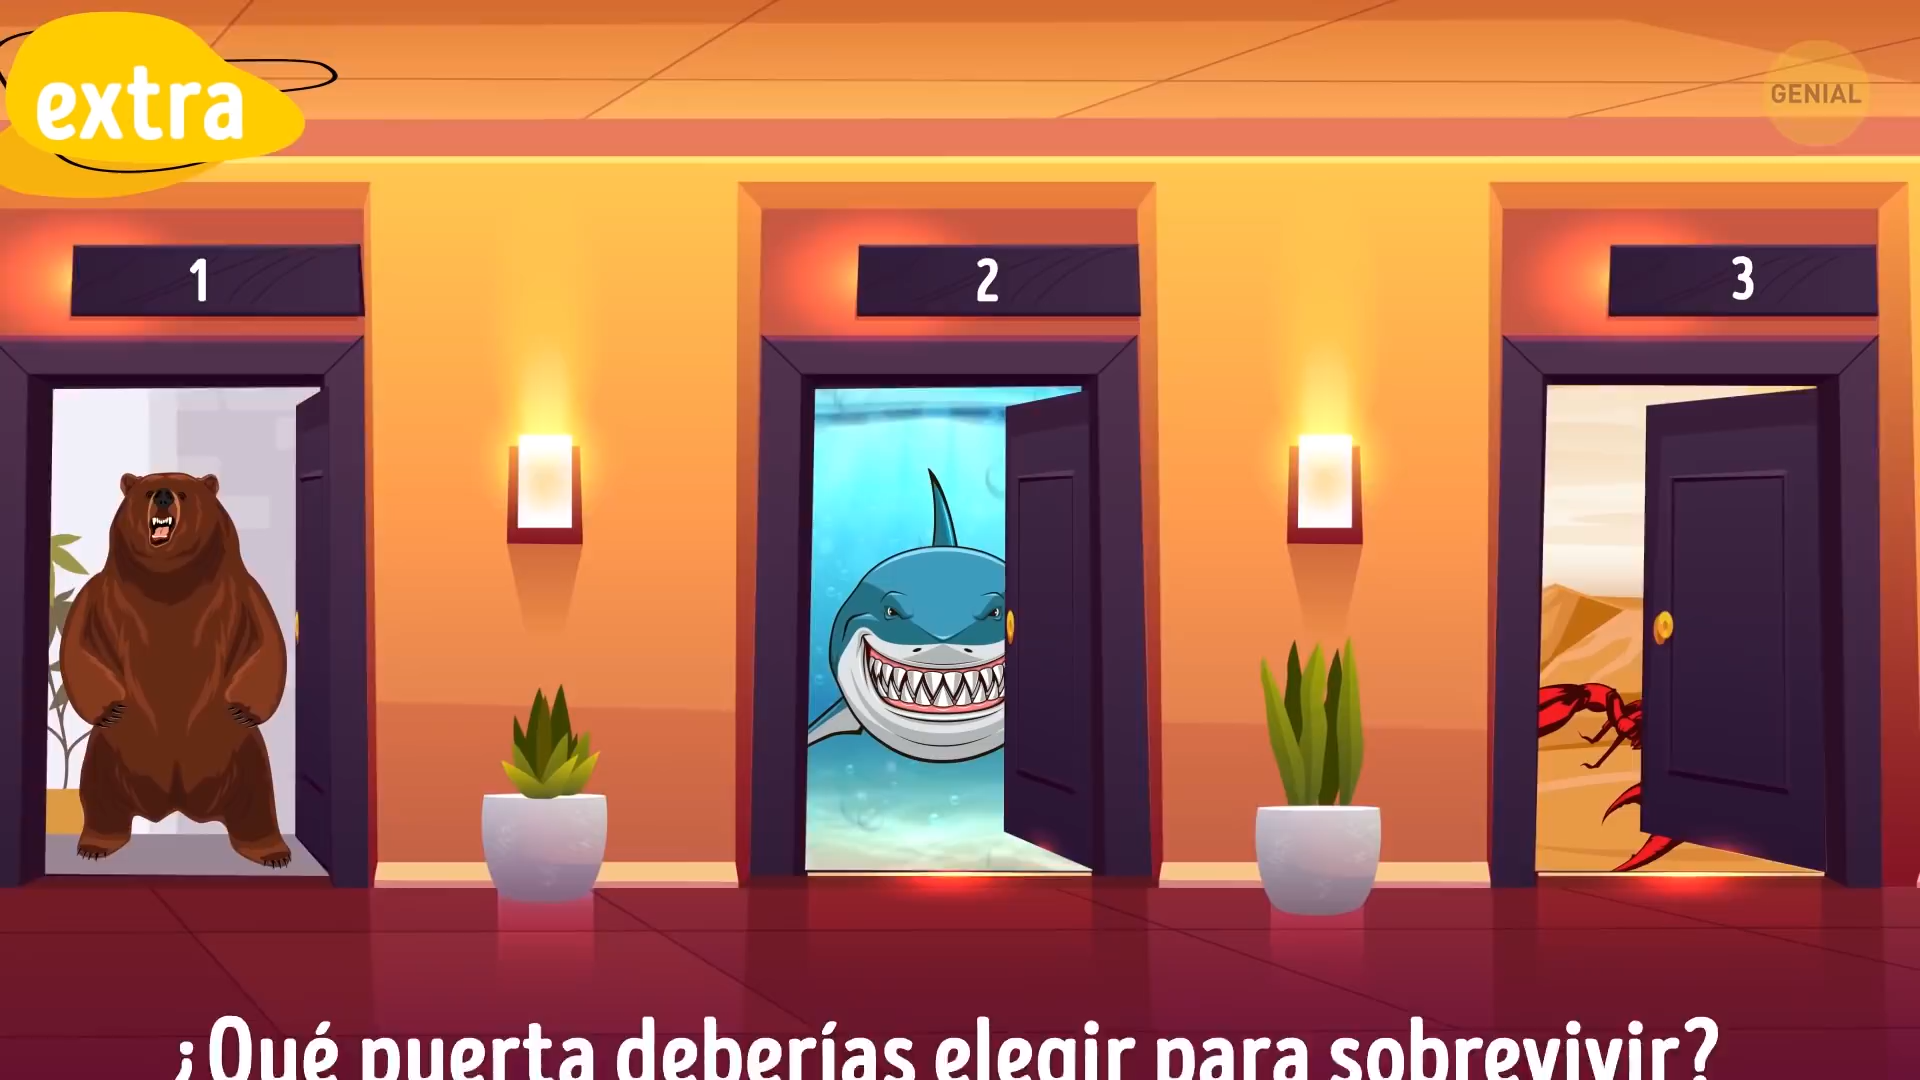 extra
GENIAL
1
2
3
¿Qué puerta deberías elegir para sobrevivir?